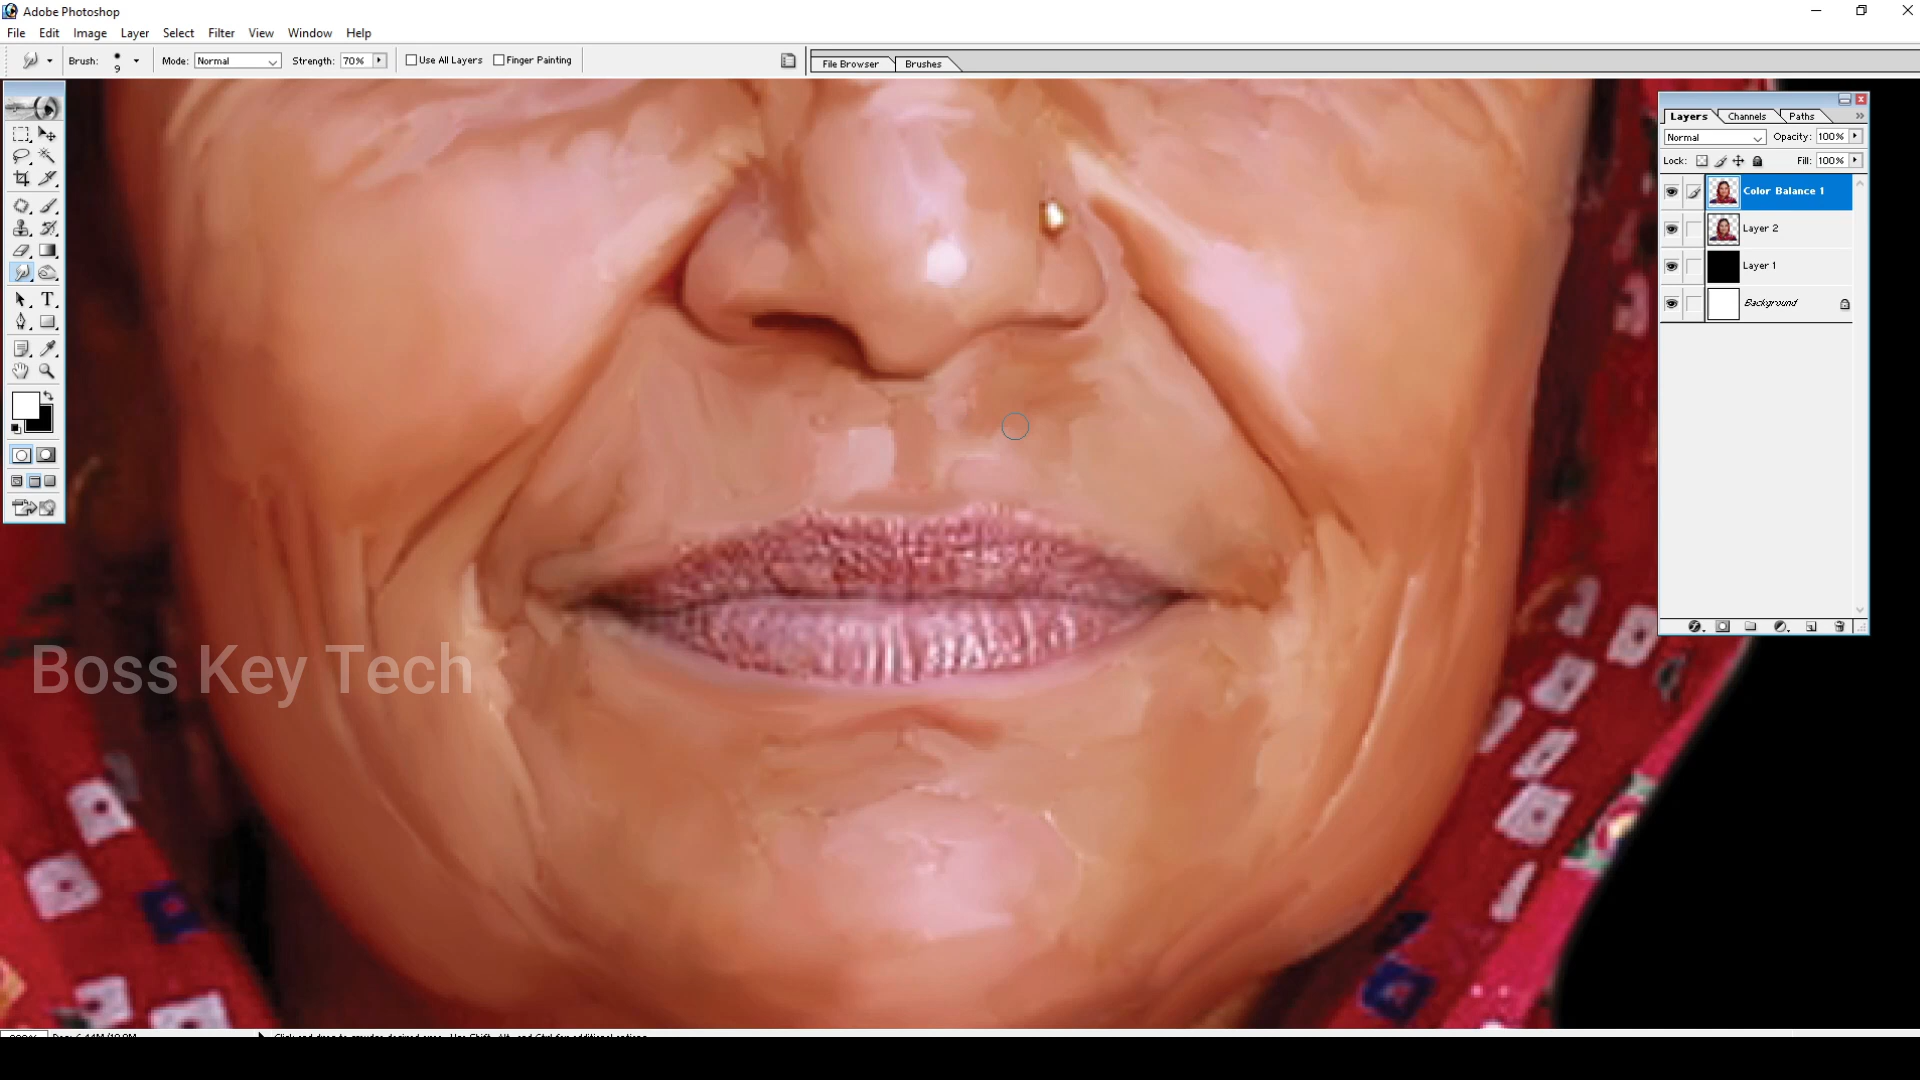 Adobe Photoshop
File Edit Image Layer Select Filter View Window Help
Brush: 9 Mode: Normal Strength: 70% Use All Layers Finger Painting File Browser Brushes
Layers Channels Paths
Normal Opacity: 100%
Lock: Fill: 100%
Color Balance 1
Layer 2
Layer 1
Background
T
Boss Key Tech